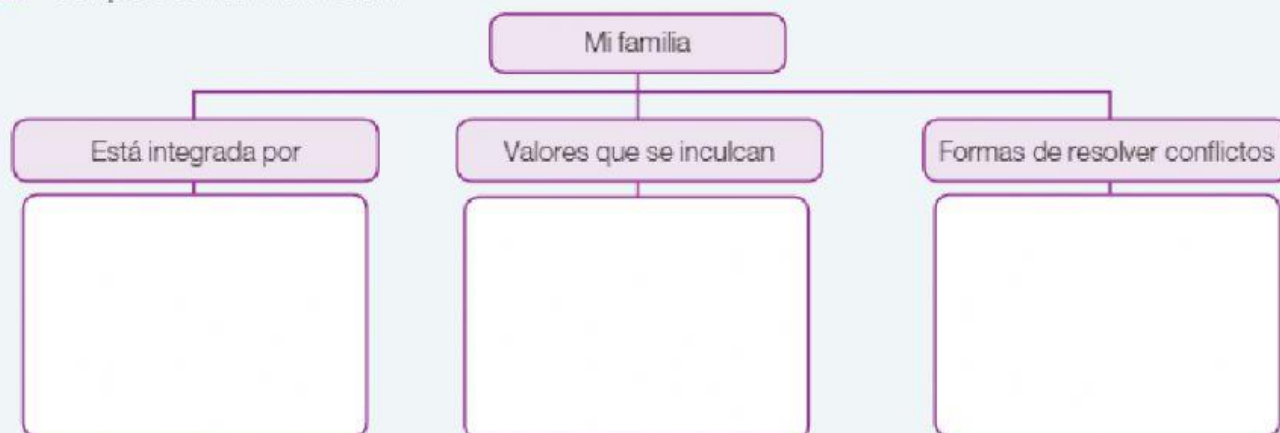 Mi familia
Está integrada por
Valores que se inculcan
Formas de resolver conflictos